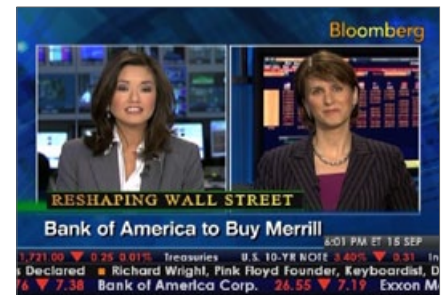 Bloomberg
RESHAPING WALL STREET
Bank of America to Buy Merrill
6:01 PM ET 15 SEP
1,721.00 ▼ 0.25 0.01% Treasuries U.S. 10-YR NOTE 3.40% ▼ 0.31 In
s Declared ■ Richard Wright, Pink Floyd Founder, Keyboardist, D
6 ▼ 7.38 Bank of America Corp. 26.55 ▼ 7.19 Exxon M